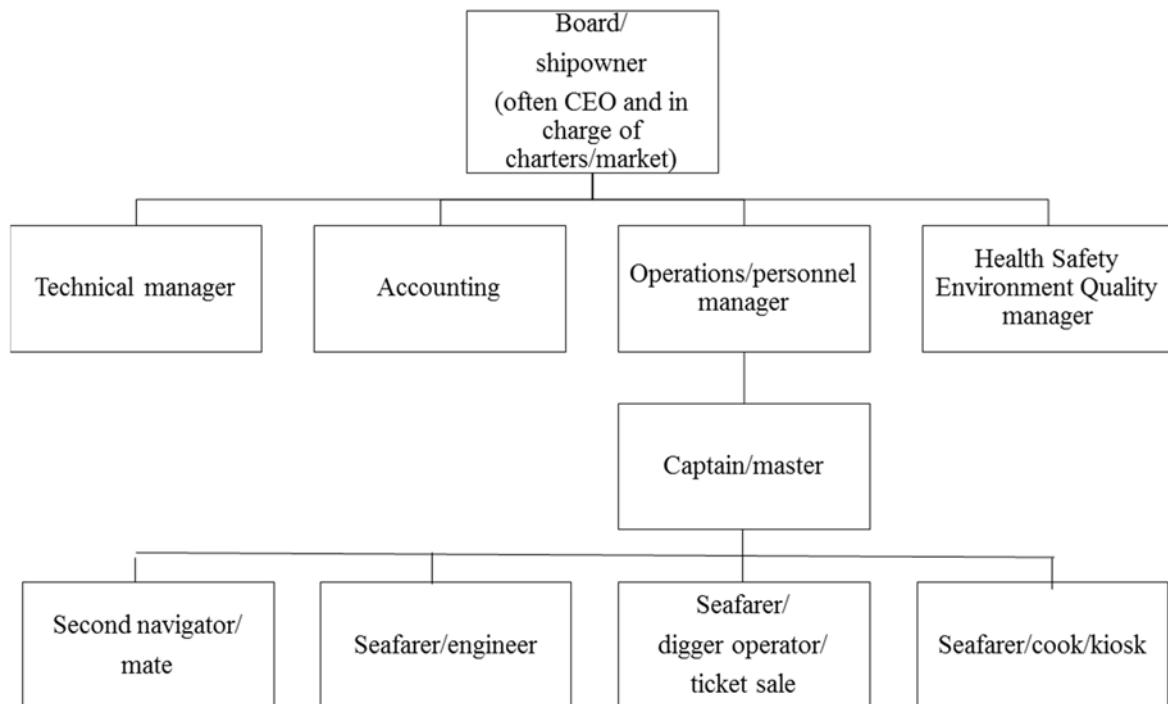 Board/
shipowner
(often CEO and in
charge of
charters/market)
Technical manager
Accounting
Operations/personnel
manager
Health Safety
Environment Quality
manager
Captain/master
Second navigator/
mate
Seafarer/engineer
Seafarer/
digger operator/
ticket sale
Seafarer/cook/kiosk